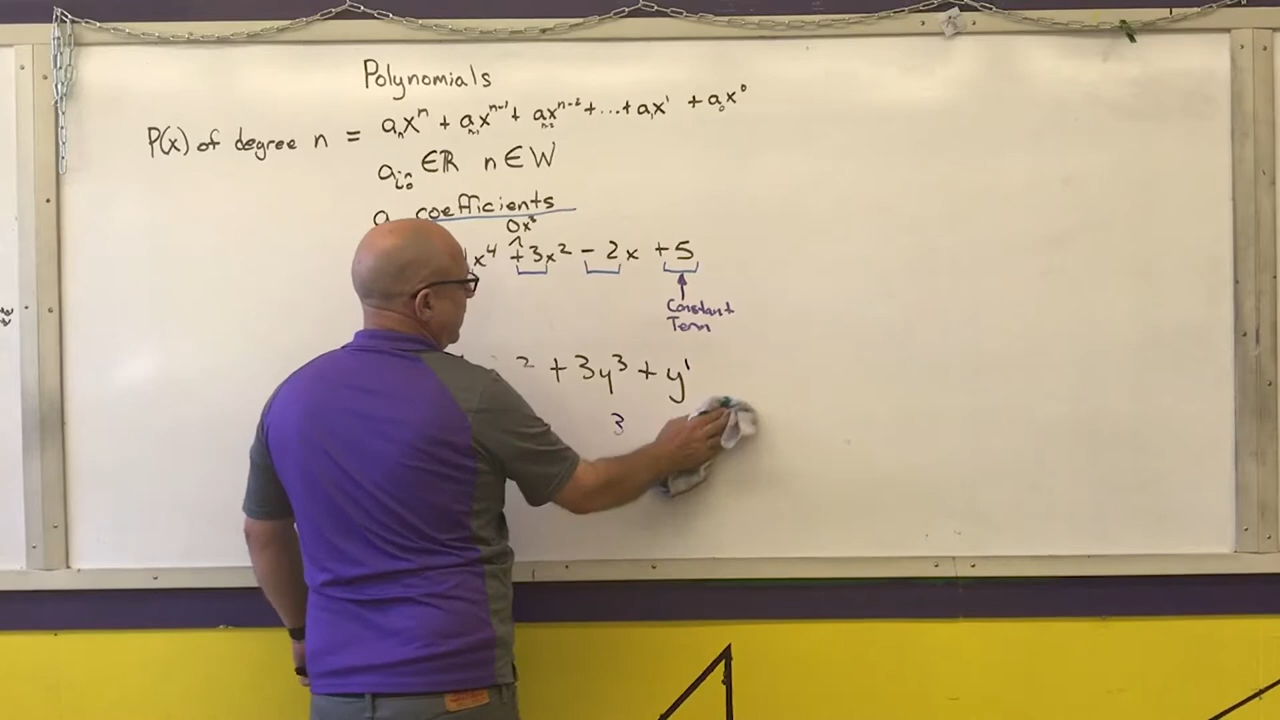 Polynomials
P(x) of degree n = aₙxⁿ + aₙ₋₁xⁿ⁻¹ + aₙ₋₂xⁿ⁻² + ... + a₁x¹ + a₀x⁰
a ∈ ℝ n ∈ W
a coefficients
0x³
x⁴ + 3x² - 2x + 5
Constant
Term
² + 3y³ + y¹
3